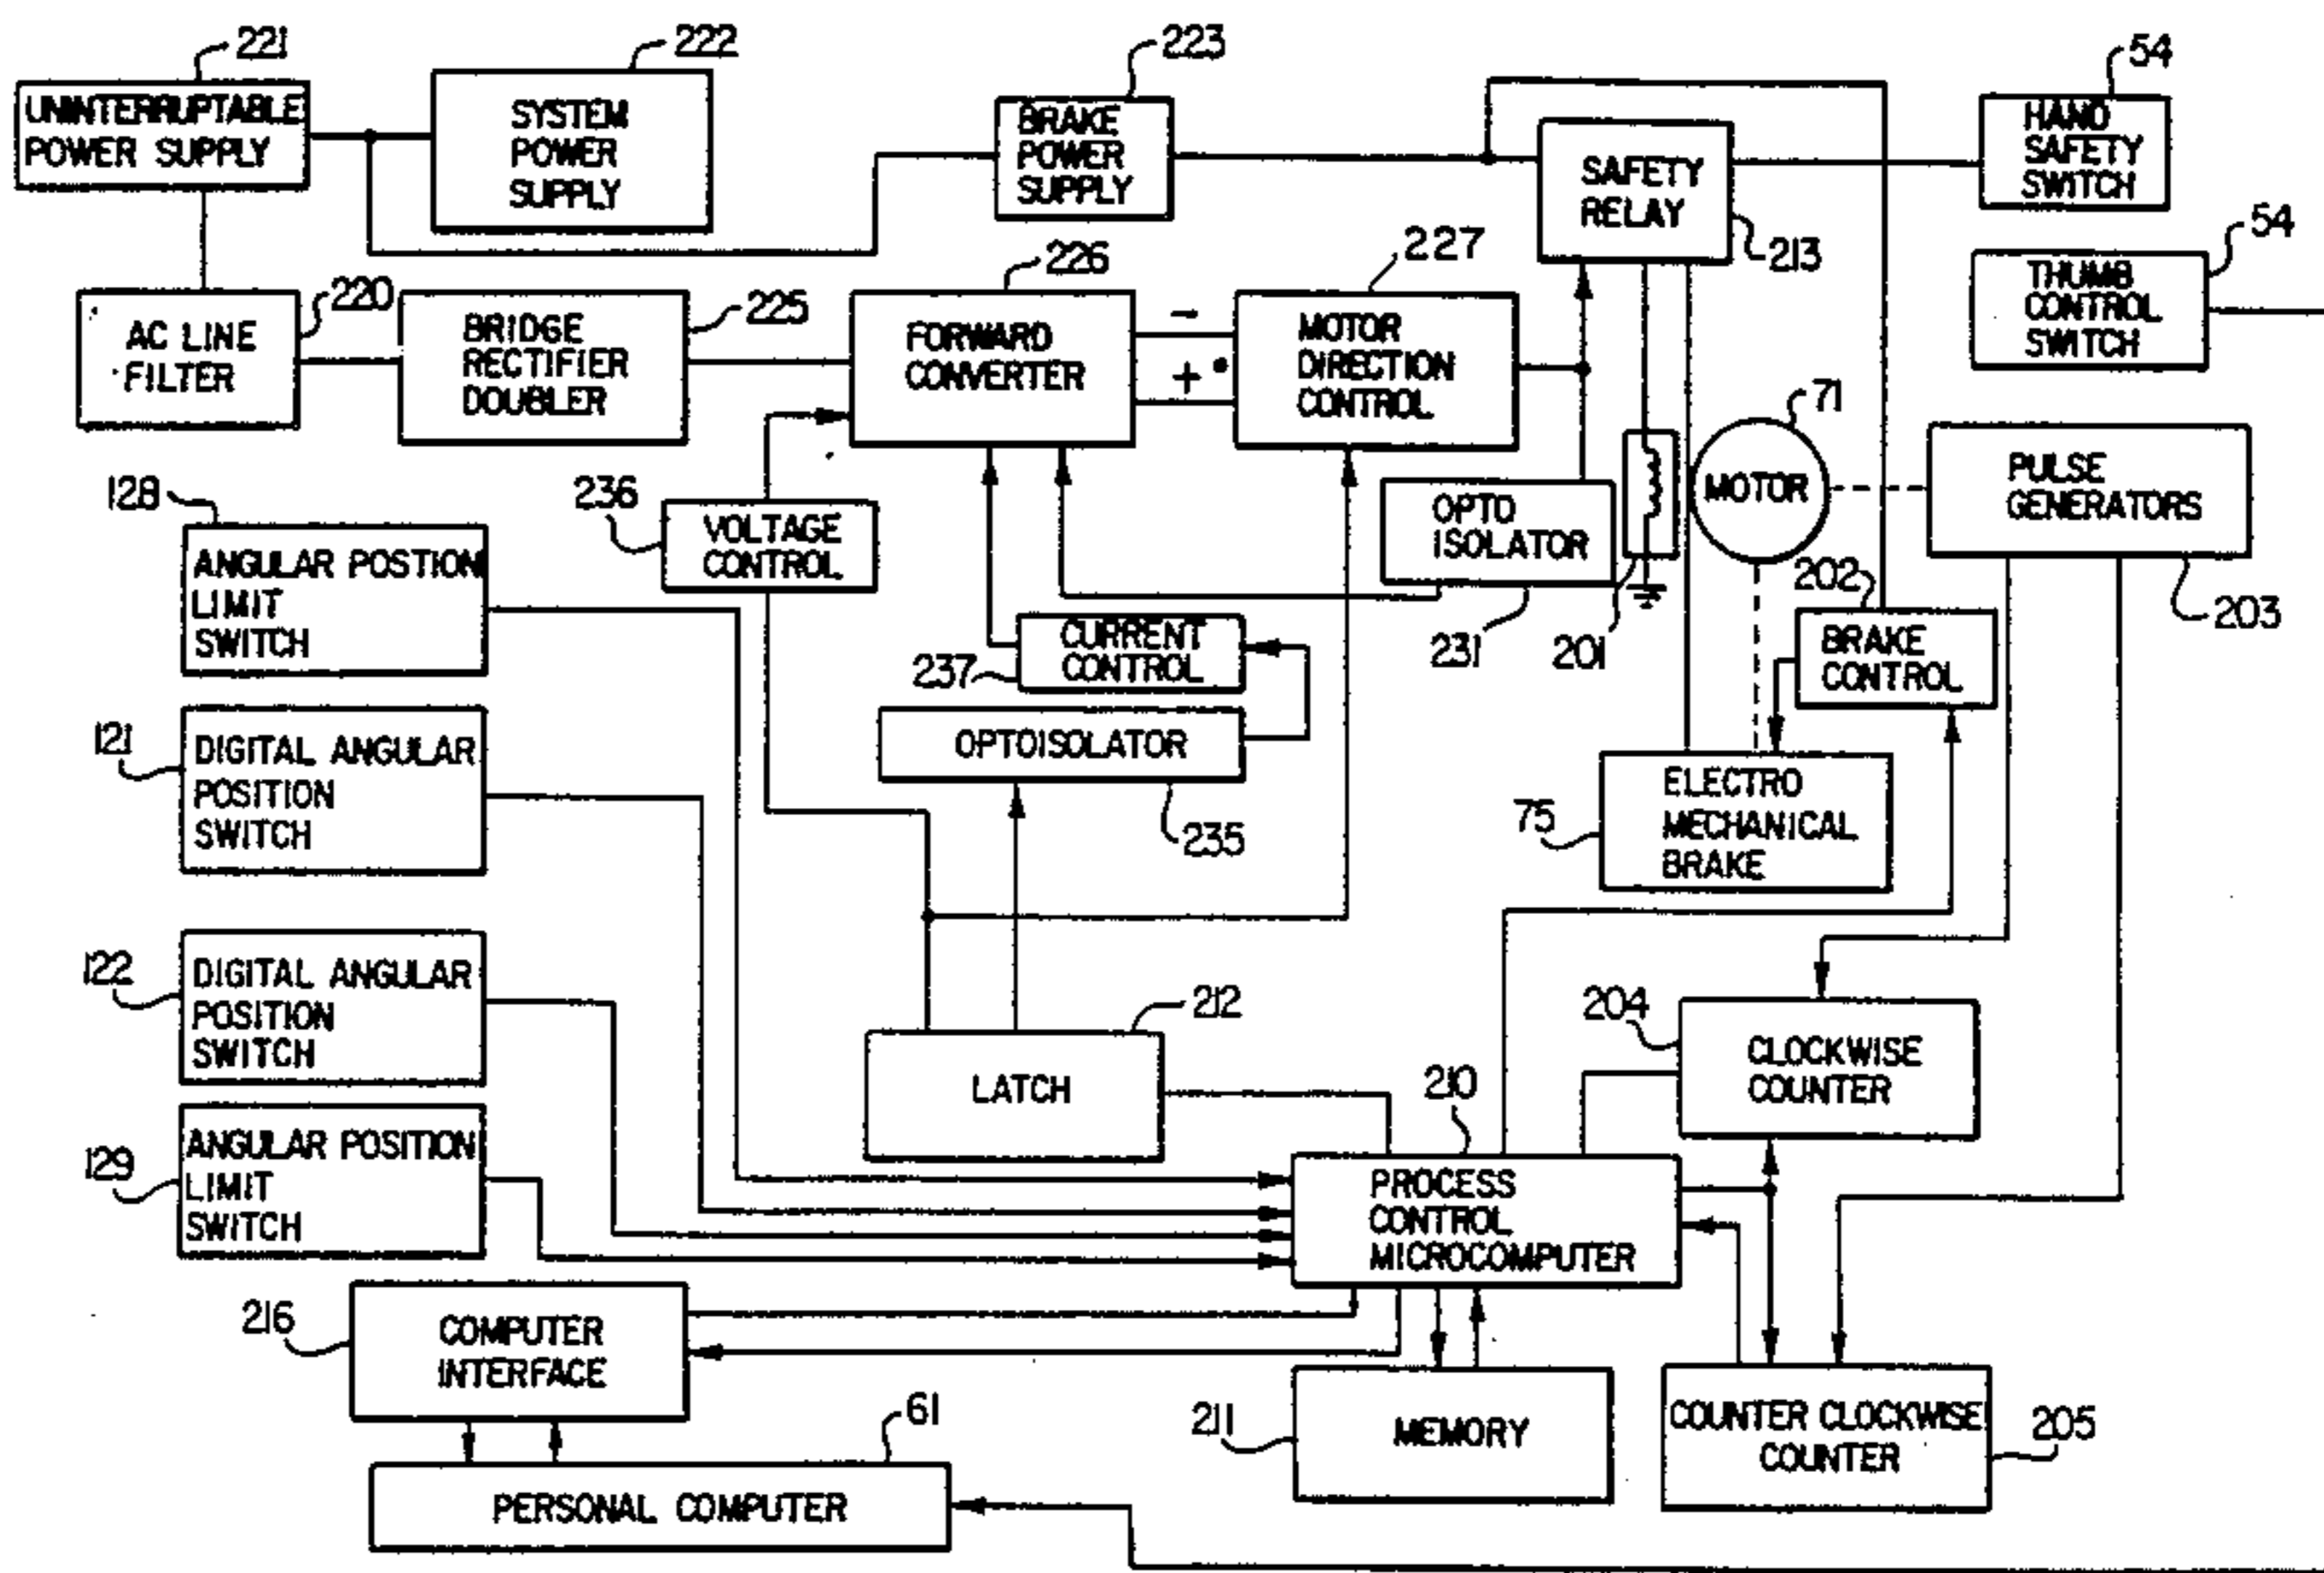 221
222
223
54
UNINTERRUPTABLE
POWER SUPPLY
SYSTEM
POWER
SUPPLY
BRAKE
POWER
SUPPLY
SAFETY
RELAY
HAND
SAFETY
SWITCH
213
54
220
225
226
227
AC LINE
FILTER
BRIDGE
RECTIFIER
DOUBLER
FORWARD
CONVERTER
-
+
MOTOR
DIRECTION
CONTROL
THUMB
CONTROL
SWITCH
71
MOTOR
PULSE
GENERATORS
203
128
ANGULAR POSTION
LIMIT
SWITCH
236
VOLTAGE
CONTROL
OPTO
ISOLATOR
231
201
202
BRAKE
CONTROL
237
CURRENT
CONTROL
121
DIGITAL ANGULAR
POSITION
SWITCH
OPTOISOLATOR
235
75
ELECTRO
MECHANICAL
BRAKE
122
DIGITAL ANGULAR
POSITION
SWITCH
212
LATCH
204
CLOCKWISE
COUNTER
210
PROCESS
CONTROL
MICROCOMPUTER
129
ANGULAR POSITION
LIMIT
SWITCH
216
COMPUTER
INTERFACE
211
MEMORY
COUNTER CLOCKWISE
COUNTER
205
61
PERSONAL COMPUTER